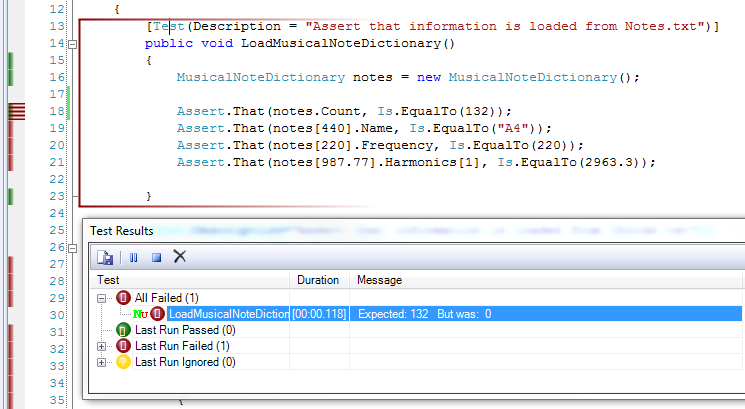 12 {
13 [Test(Description = "Assert that information is loaded from Notes.txt")]
14 public void LoadMusicalNoteDictionary()
15 {
16 MusicalNoteDictionary notes = new MusicalNoteDictionary();
17
18 Assert.That(notes.Count, Is.EqualTo(132));
19 Assert.That(notes[440].Name, Is.EqualTo("A4"));
20 Assert.That(notes[220].Frequency, Is.EqualTo(220));
21 Assert.That(notes[987.77].Harmonics[1], Is.EqualTo(2963.3));
22
23 }
24
25
26
27
28
29
30
31
32
33
34
35 }
Test Results
Test Duration Message
All Failed (1)
LoadMusicalNoteDiction [00:00.118] Expected: 132 But was: 0
Last Run Passed (0)
Last Run Failed (1)
Last Run Ignored (0)